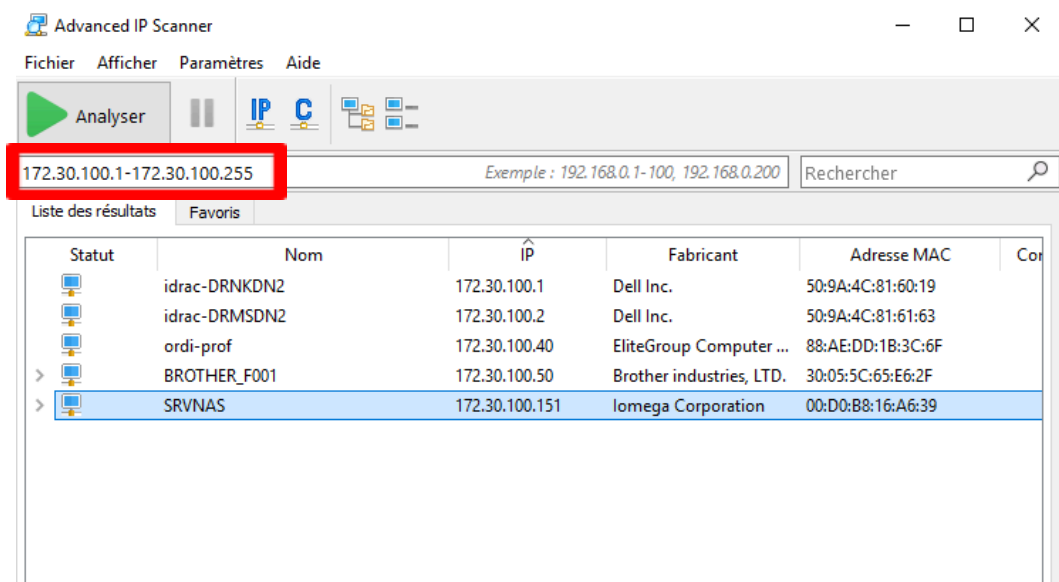 Advanced IP Scanner
Fichier Afficher Paramètres Aide
Analyser IP C
172.30.100.1-172.30.100.255 Exemple : 192.168.0.1-100, 192.168.0.200 Rechercher
Liste des résultats Favoris
Statut Nom IP Fabricant Adresse MAC Cor
idrac-DRNKDN2 172.30.100.1 Dell Inc. 50:9A:4C:81:60:19
idrac-DRMSDN2 172.30.100.2 Dell Inc. 50:9A:4C:81:61:63
ordi-prof 172.30.100.40 EliteGroup Computer ... 88:AE:DD:1B:3C:6F
BROTHER_F001 172.30.100.50 Brother industries, LTD. 30:05:5C:65:E6:2F
SRVNAS 172.30.100.151 Iomega Corporation 00:D0:B8:16:A6:39